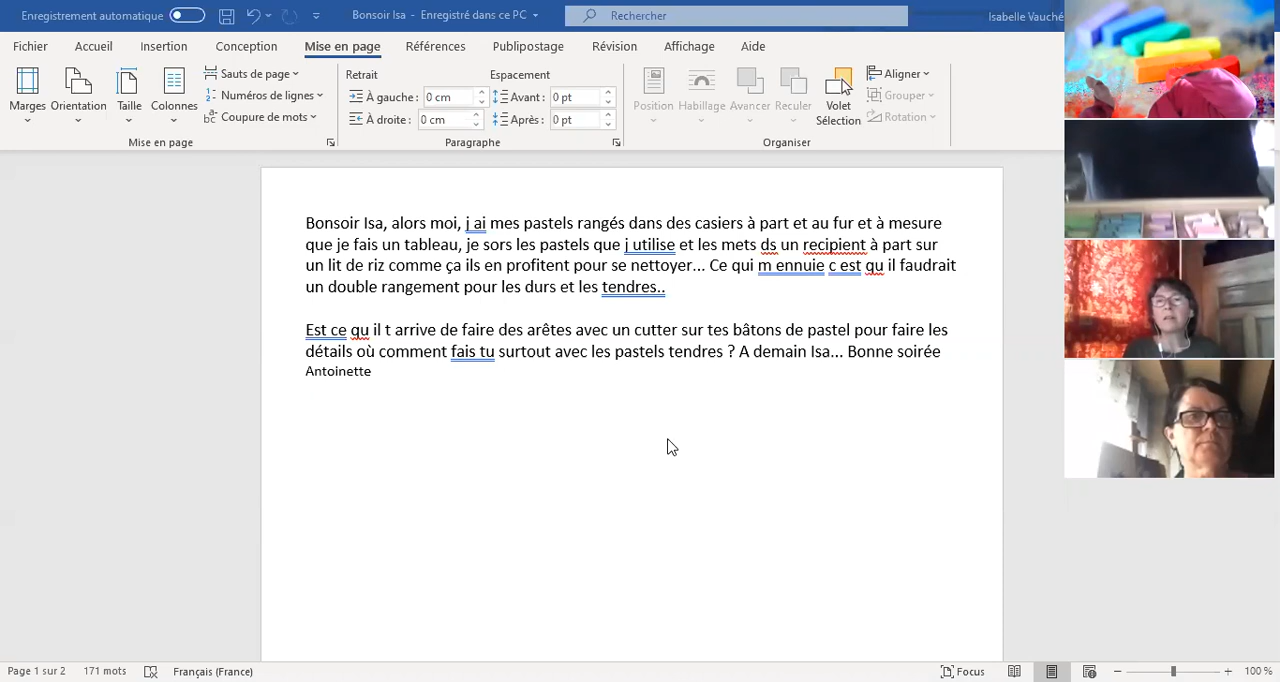 Enregistrement automatique
Bonsoir Isa - Enregistré dans ce PC
Rechercher
Isabelle Vauché
Fichier Accueil Insertion Conception Mise en page Références Publipostage Révision Affichage Aide
Marges Orientation Taille Colonnes
Sauts de page
Numéros de lignes
Coupure de mots
Mise en page
Retrait Espacement
À gauche : 0 cm Avant : 0 pt
À droite : 0 cm Après : 0 pt
Paragraphe
Position Habillage Avancer Reculer Volet Sélection
Aligner
Grouper
Rotation
Organiser
Bonsoir Isa, alors moi, j ai mes pastels rangés dans des casiers à part et au fur et à mesure
que je fais un tableau, je sors les pastels que j utilise et les mets ds un recipient à part sur
un lit de riz comme ça ils en profitent pour se nettoyer... Ce qui m ennuie c est qu il faudrait
un double rangement pour les durs et les tendres..
Est ce qu il t arrive de faire des arêtes avec un cutter sur tes bâtons de pastel pour faire les
détails où comment fais tu surtout avec les pastels tendres ? A demain Isa... Bonne soirée
Antoinette
Page 1 sur 2 171 mots Français (France) Focus 100 %